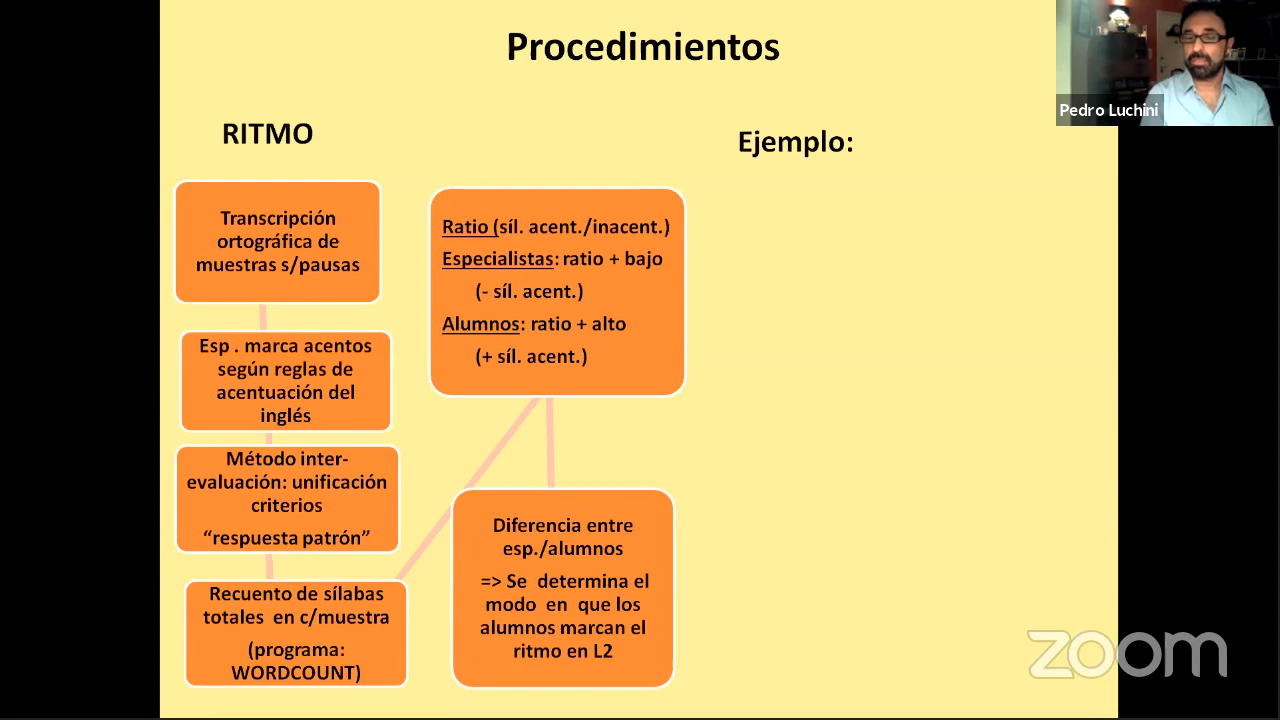 Procedimientos
Pedro Luchini
RITMO
Ejemplo:
Transcripción
ortográfica de
muestras s/pausas
Esp . marca acentos
según reglas de
acentuación del
inglés
Método inter-
evaluación: unificación
criterios
“respuesta patrón”
Recuento de sílabas
totales en c/muestra
(programa:
WORDCOUNT)
Ratio (síl. acent./inacent.)
Especialistas: ratio + bajo
(- síl. acent.)
Alumnos: ratio + alto
(+ síl. acent.)
Diferencia entre
esp./alumnos
=> Se determina el
modo en que los
alumnos marcan el
ritmo en L2
zoom